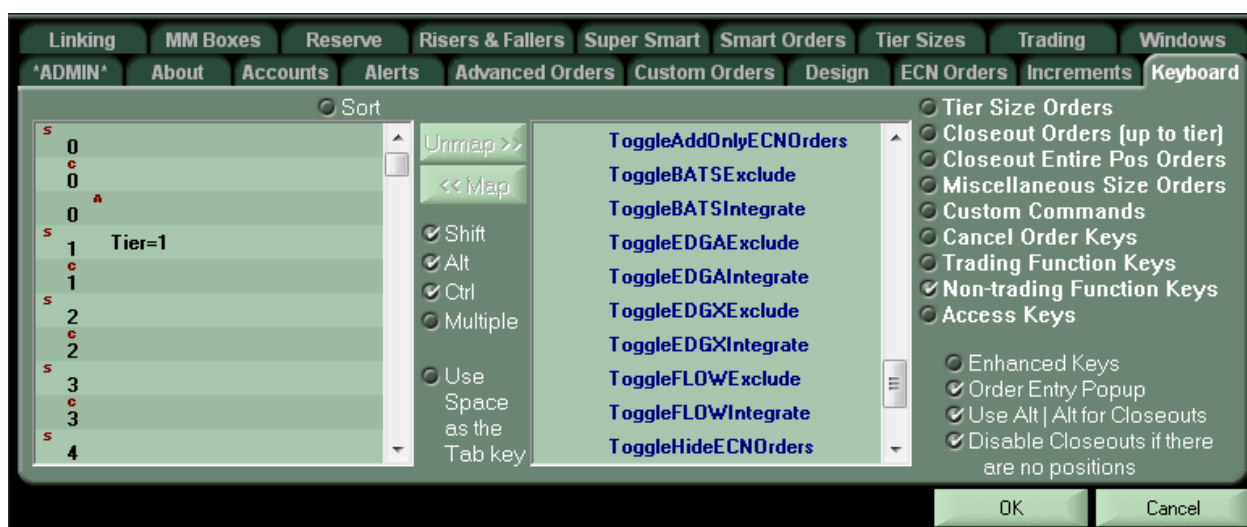 Linking MM Boxes Reserve Risers & Fallers Super Smart Smart Orders Tier Sizes Trading Windows
*ADMIN* About Accounts Alerts Advanced Orders Custom Orders Design ECN Orders Increments Keyboard
Sort
S
0
C
0
A
0
S
1 Tier=1
C
1
S
2
C
2
S
3
C
3
S
4
Unmap >>
<< Map
Shift
Alt
Ctrl
Multiple
Use
Space
as the
Tab key
ToggleAddOnlyECNOrders
ToggleBATSExclude
ToggleBATSIntegrate
ToggleEDGAExclude
ToggleEDGAIntegrate
ToggleEDGXExclude
ToggleEDGXIntegrate
ToggleFLOWExclude
ToggleFLOWIntegrate
ToggleHideECNOrders
Tier Size Orders
Closeout Orders (up to tier)
Closeout Entire Pos Orders
Miscellaneous Size Orders
Custom Commands
Cancel Order Keys
Trading Function Keys
Non-trading Function Keys
Access Keys
Enhanced Keys
Order Entry Popup
Use Alt | Alt for Closeouts
Disable Closeouts if there
are no positions
OK Cancel